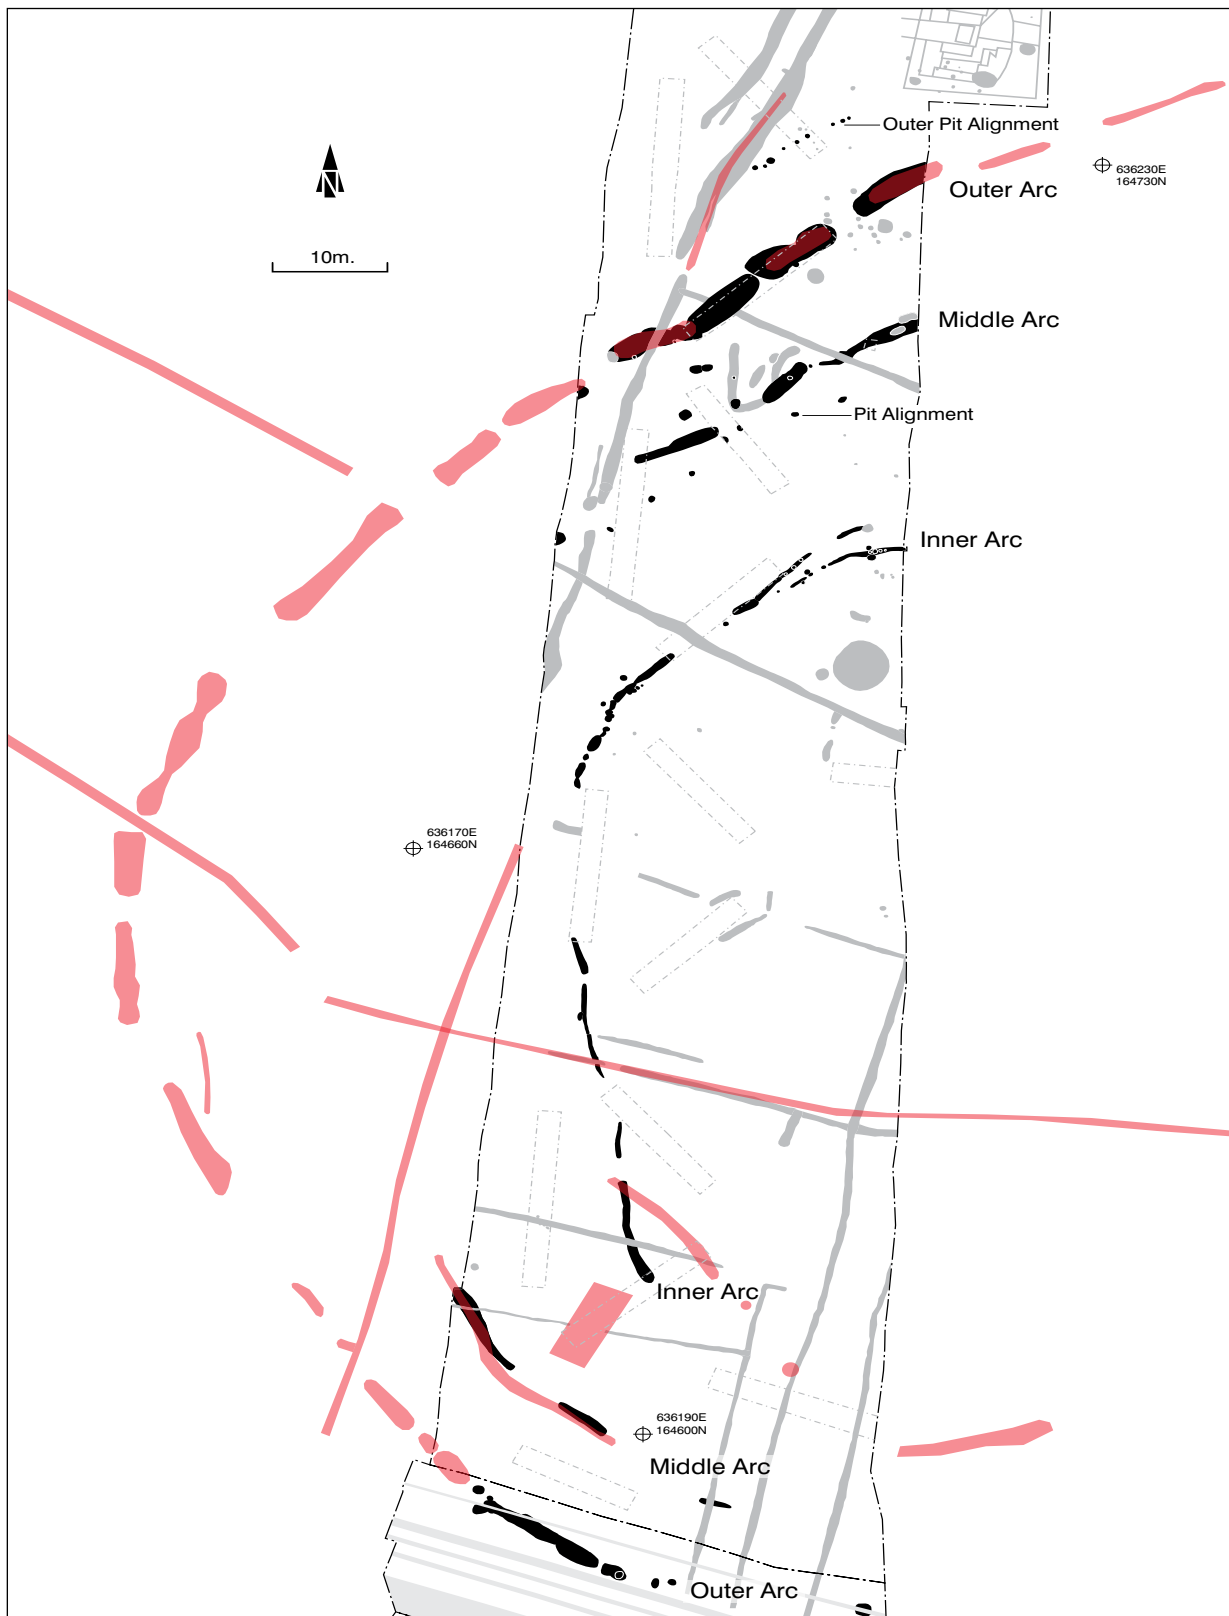 Outer Pit Alignment
636230E
164730N
Outer Arc
N
10m.
Middle Arc
Pit Alignment
Inner Arc
636170E
164660N
Inner Arc
636190E
164600N
Middle Arc
Outer Arc